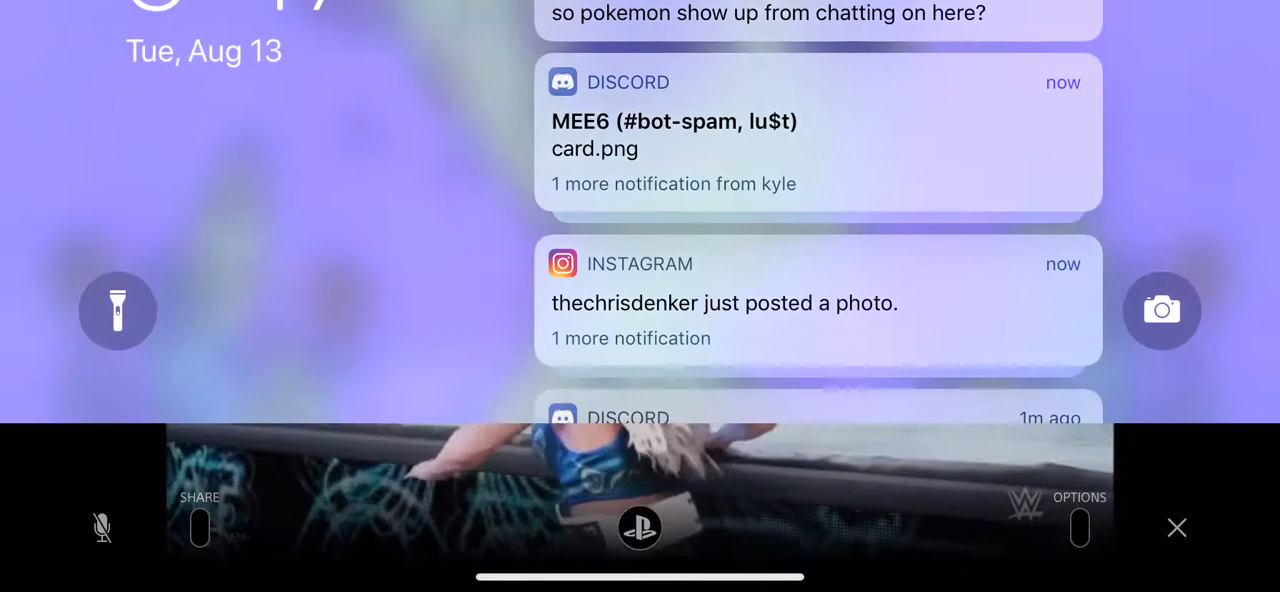 Tue, Aug 13
so pokemon show up from chatting on here?
DISCORD
now
MEE6 (#bot-spam, lu$t)
card.png
1 more notification from kyle
INSTAGRAM
now
thechrisdenker just posted a photo.
1 more notification
DISCORD
1m ago
SHARE
OPTIONS